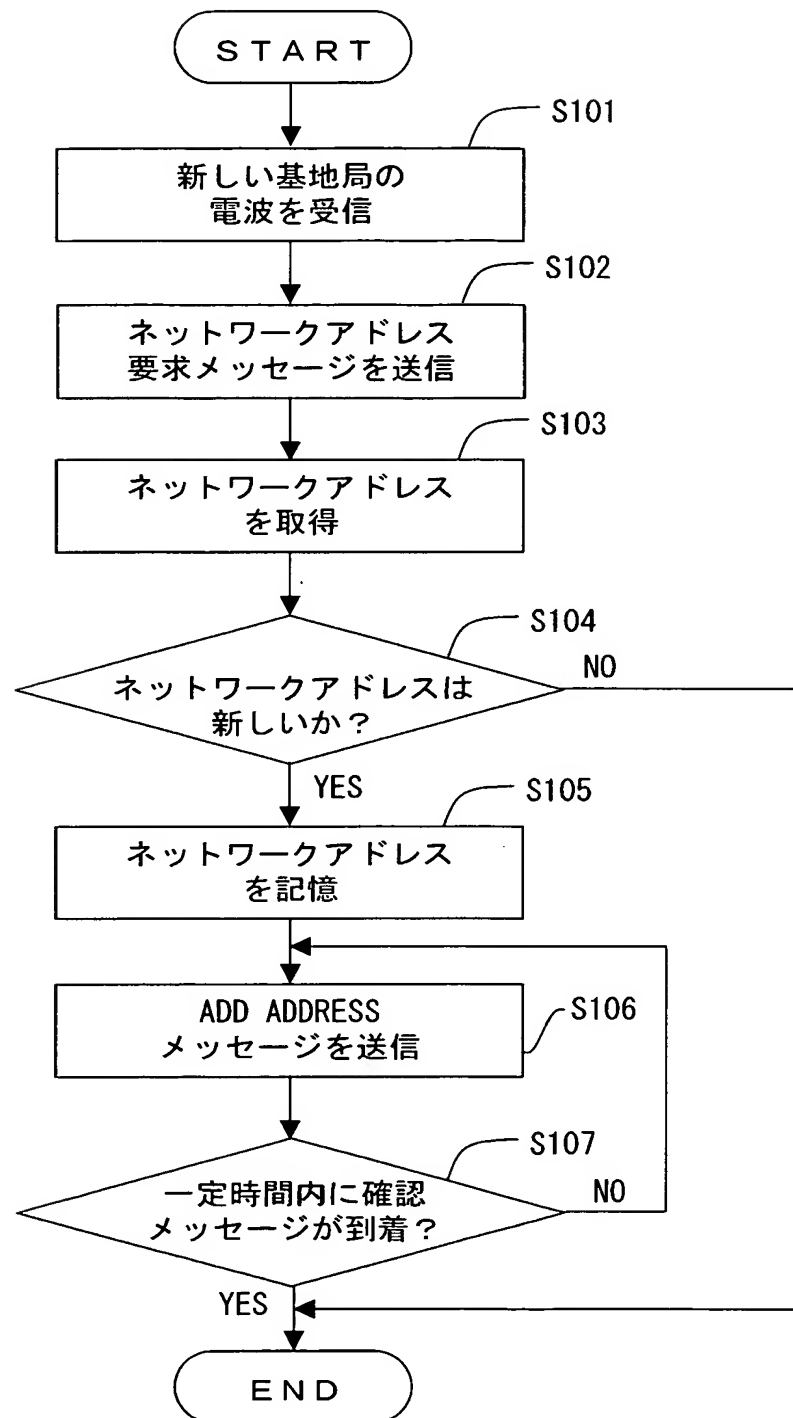 START
S101
新しい基地局の
電波を受信
S102
ネットワークアドレス
要求メッセージを送信
S103
ネットワークアドレス
を取得
S104
ネットワークアドレスは
新しいか？
NO
YES
S105
ネットワークアドレス
を記憶
ADD ADDRESS
メッセージを送信
S106
S107
一定時間内に確認
メッセージが到着？
NO
YES
END